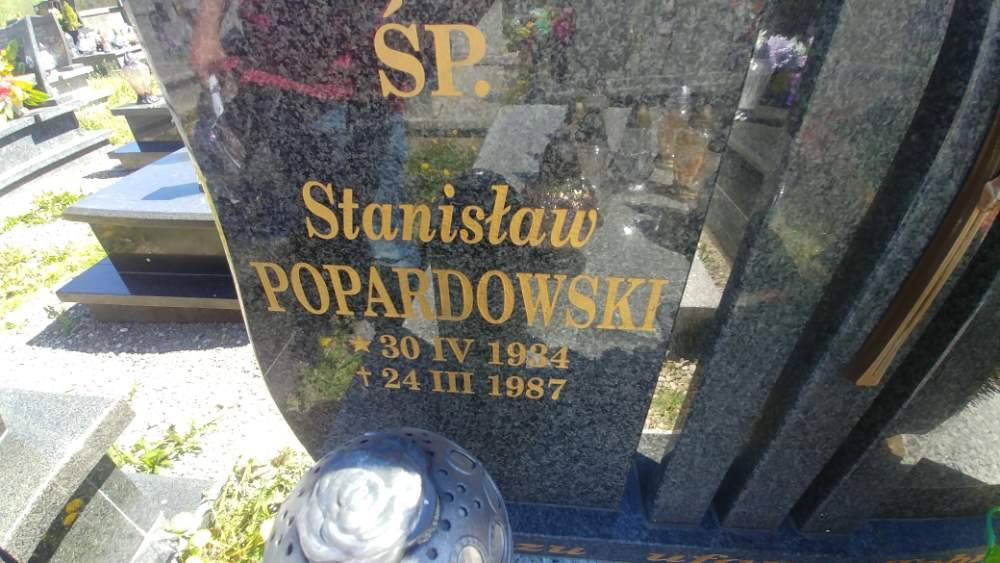 ŚP.
Stanisław
POPARDOWSKI
★ 30 IV 1934
† 24 III 1987